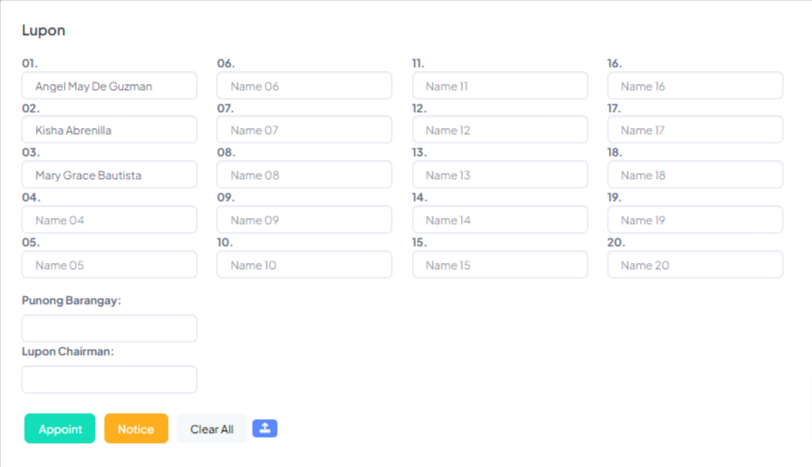 Lupon
01. 06. 11. 16.
Angel May De Guzman Name 06 Name 11 Name 16
02. 07. 12. 17.
Kisha Abrenilla Name 07 Name 12 Name 17
03. 08. 13. 18.
Mary Grace Bautista Name 08 Name 13 Name 18
04. 09. 14. 19.
Name 04 Name 09 Name 14 Name 19
05. 10. 15. 20.
Name 05 Name 10 Name 15 Name 20
Punong Barangay:
Lupon Chairman:
Appoint Notice Clear All